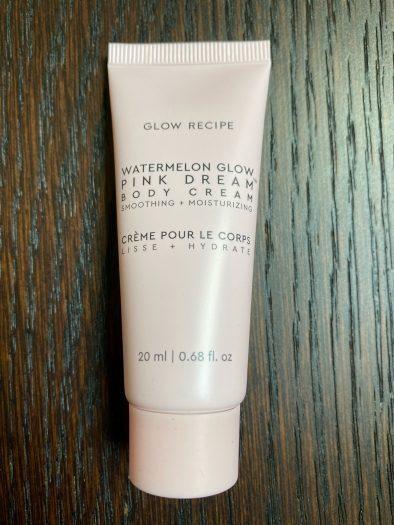 GLOW RECIPE
WATERMELON GLOW
PINK DREAM™
BODY CREAM
SMOOTHING + MOISTURIZING
CRÈME POUR LE CORPS
LISSE + HYDRATE
20 ml | 0.68 fl. oz